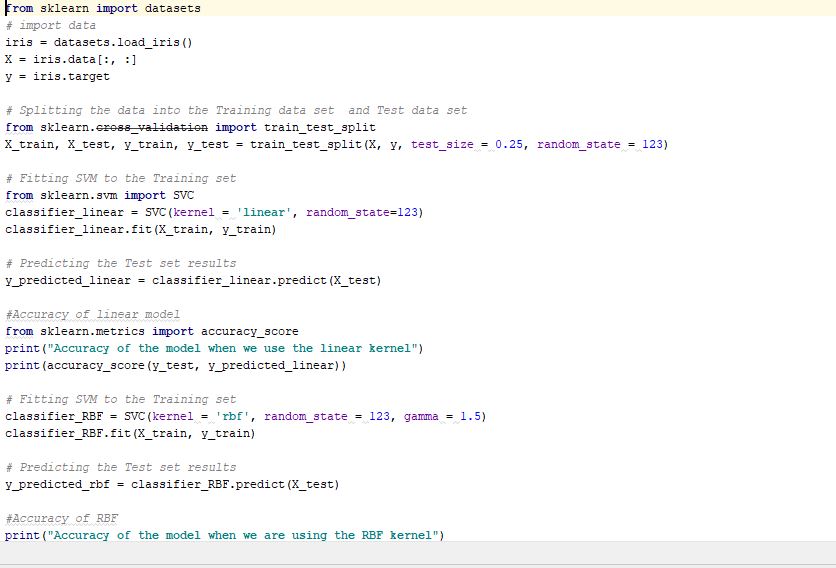 from sklearn import datasets
# import data
iris = datasets.load_iris()
X = iris.data[:, :]
y = iris.target
# Splitting the data into the Training data set  and Test data set
from sklearn.cross_validation import train_test_split
X_train, X_test, y_train, y_test = train_test_split(X, y, test_size = 0.25, random_state = 123)
# Fitting SVM to the Training set
from sklearn.svm import SVC
classifier_linear = SVC(kernel = 'linear', random_state=123)
classifier_linear.fit(X_train, y_train)
# Predicting the Test set results
y_predicted_linear = classifier_linear.predict(X_test)
#Accuracy of linear model
from sklearn.metrics import accuracy_score
print("Accuracy of the model when we use the linear kernel")
print(accuracy_score(y_test, y_predicted_linear))
# Fitting SVM to the Training set
classifier_RBF = SVC(kernel = 'rbf', random_state = 123, gamma = 1.5)
classifier_RBF.fit(X_train, y_train)
# Predicting the Test set results
y_predicted_rbf = classifier_RBF.predict(X_test)
#Accuracy of RBF
print("Accuracy of the model when we are using the RBF kernel")